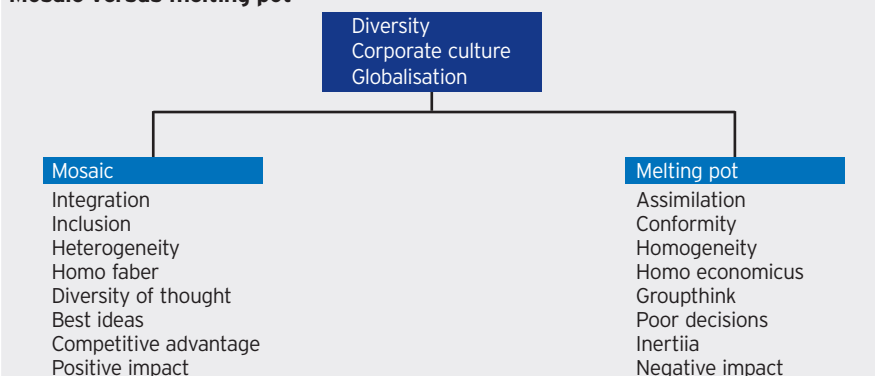 Mosaic versus melting pot
Diversity
Corporate culture
Globalisation
Mosaic
Integration
Inclusion
Heterogeneity
Homo faber
Diversity of thought
Best ideas
Competitive advantage
Positive impact
Melting pot
Assimilation
Conformity
Homogeneity
Homo economicus
Groupthink
Poor decisions
Inertiia
Negative impact